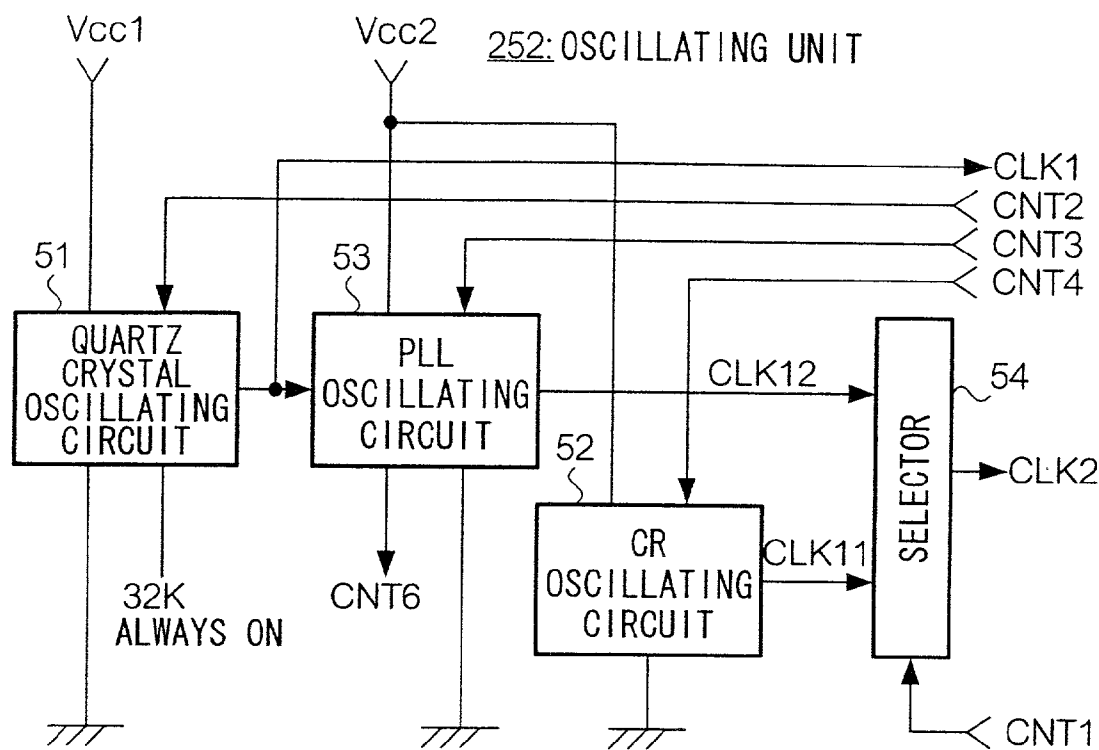 Vcc1
Vcc2
252: OSCILLATING UNIT
CLK1
CNT2
CNT3
CNT4
51
53
QUARTZ
CRYSTAL
OSCILLATING
CIRCUIT
PLL
OSCILLATING
CIRCUIT
CLK12
54
52
SELECTOR
CLK2
CR
OSCILLATING
CIRCUIT
CLK11
32K
ALWAYS ON
CNT6
CNT1